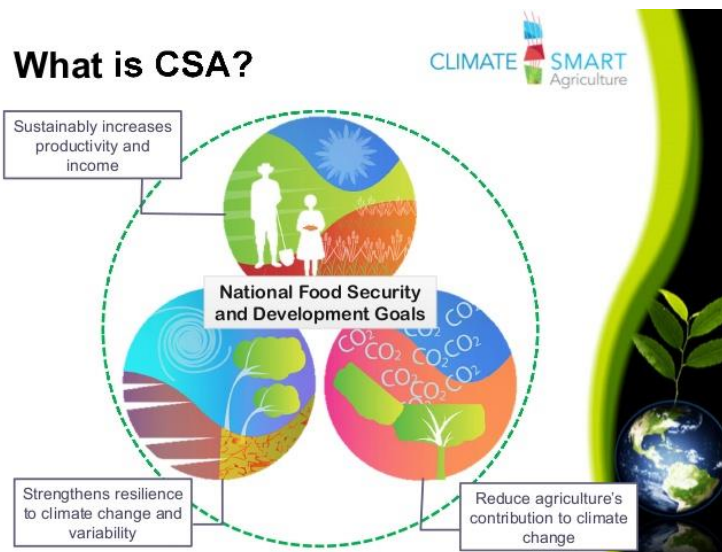 What is CSA?
CLIMATE SMART
Agriculture
Sustainably increases
productivity and
income
National Food Security
and Development Goals
CO2
CO2
CO2
CO2
CO2
CO2
CO2
CO2
CO2
Strengthens resilience
to climate change and
variability
Reduce agriculture's
contribution to climate
change